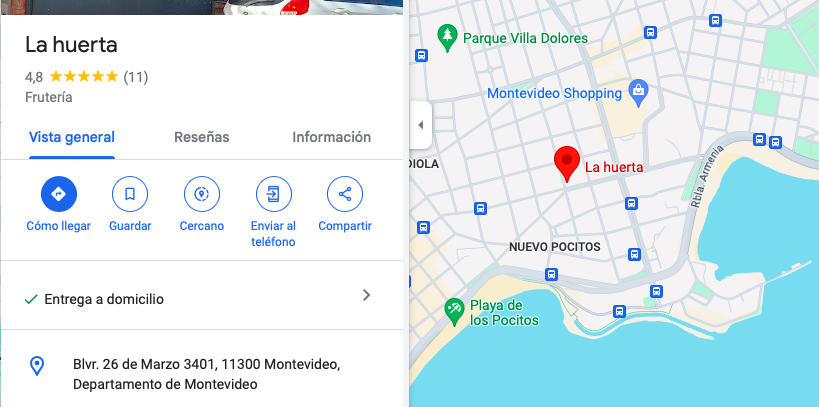 La huerta
4,8 ★★★★★ (11)
Frutería
Vista general
Reseñas
Información
Cómo llegar
Guardar
Cercano
Enviar al
teléfono
Compartir
Entrega a domicilio
Blvr. 26 de Marzo 3401, 11300 Montevideo,
Departamento de Montevideo
Parque Villa Dolores
Montevideo Shopping
DIOLA
La huerta
Rbla. Armenia
NUEVO POCITOS
Playa de
los Pocitos